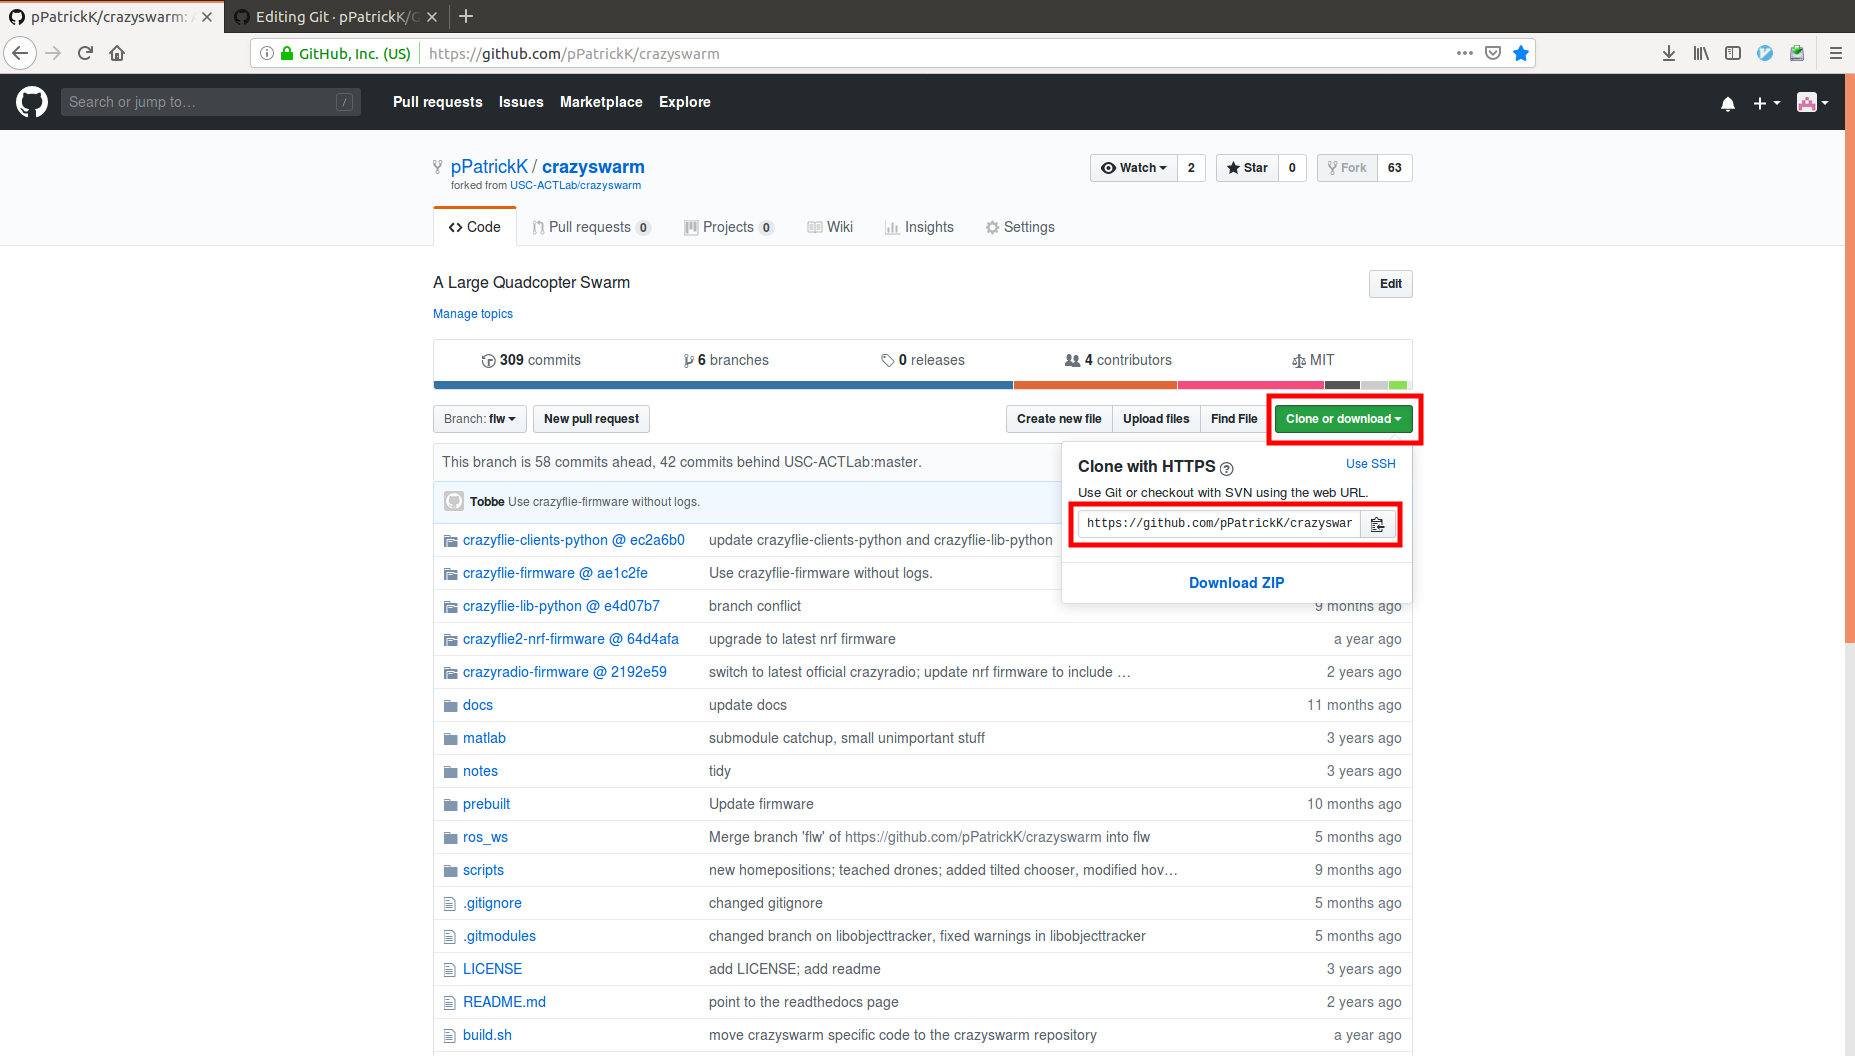 pPatrickK/crazyswarm:
Editing Git · pPatrickK/C
GitHub, Inc. (US)
https://github.com/pPatrickK/crazyswarm
Search or jump to…
/
Pull requests
Issues
Marketplace
Explore
pPatrickK / crazyswarm
forked from USC-ACTLab/crazyswarm
Watch
2
Star
0
Fork
63
Code
Pull requests 0
Projects 0
Wiki
Insights
Settings
A Large Quadcopter Swarm
Edit
Manage topics
309 commits
6 branches
0 releases
4 contributors
MIT
Branch: flw
New pull request
Create new file
Upload files
Find File
Clone or download
This branch is 58 commits ahead, 42 commits behind USC-ACTLab:master.
Clone with HTTPS
Use SSH
Use Git or checkout with SVN using the web URL.
https://github.com/pPatrickK/crazyswar
Download ZIP
Tobbe Use crazyflie-firmware without logs.
crazyflie-clients-python @ ec2a6b0 update crazyflie-clients-python and crazyflie-lib-python
crazyflie-firmware @ ae1c2fe Use crazyflie-firmware without logs.
crazyflie-lib-python @ e4d07b7 branch conflict 9 months ago
crazyflie2-nrf-firmware @ 64d4afa upgrade to latest nrf firmware a year ago
crazyradio-firmware @ 2192e59 switch to latest official crazyradio; update nrf firmware to include … 2 years ago
docs update docs 11 months ago
matlab submodule catchup, small unimportant stuff 3 years ago
notes tidy 3 years ago
prebuilt Update firmware 10 months ago
ros_ws Merge branch 'flw' of https://github.com/pPatrickK/crazyswarm into flw 5 months ago
scripts new homepositions; teached drones; added tilted chooser, modified hov… 9 months ago
.gitignore changed gitignore 5 months ago
.gitmodules changed branch on libobjecttracker, fixed warnings in libobjecttracker 5 months ago
LICENSE add LICENSE; add readme 3 years ago
README.md point to the readthedocs page 2 years ago
build.sh move crazyswarm specific code to the crazyswarm repository a year ago